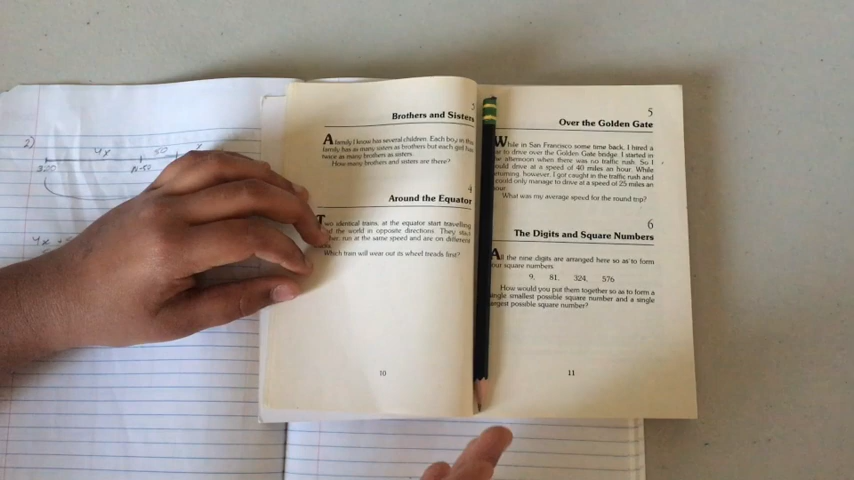 2)
4x
50
3
Brothers and Sisters
A family I know has several children. Each boy in this
family has as many sisters as brothers but each girl has
twice as many brothers as sisters.
How many brothers and sisters are there?
4
Around the Equator
Two identical trains, at the equator start travelling
the world in opposite directions. They start
run at the same speed and are on different
Which train will wear out its wheel treads first?
10
5
Over the Golden Gate
While in San Francisco some time back, I hired a
car to drive over the Golden Gate bridge. I started in
the afternoon when there was no traffic rush. So I
could drive at a speed of 40 miles an hour. While
returning, however, I got caught in the traffic rush and
could only manage to drive at a speed of 25 miles an
hour.
What was my average speed for the round trip?
6
The Digits and Square Numbers
All the nine digits are arranged here so as to form
four square numbers:
9, 81, 324, 576
How would you put them together so as to form a
single smallest possible square number and a single
largest possible square number?
11